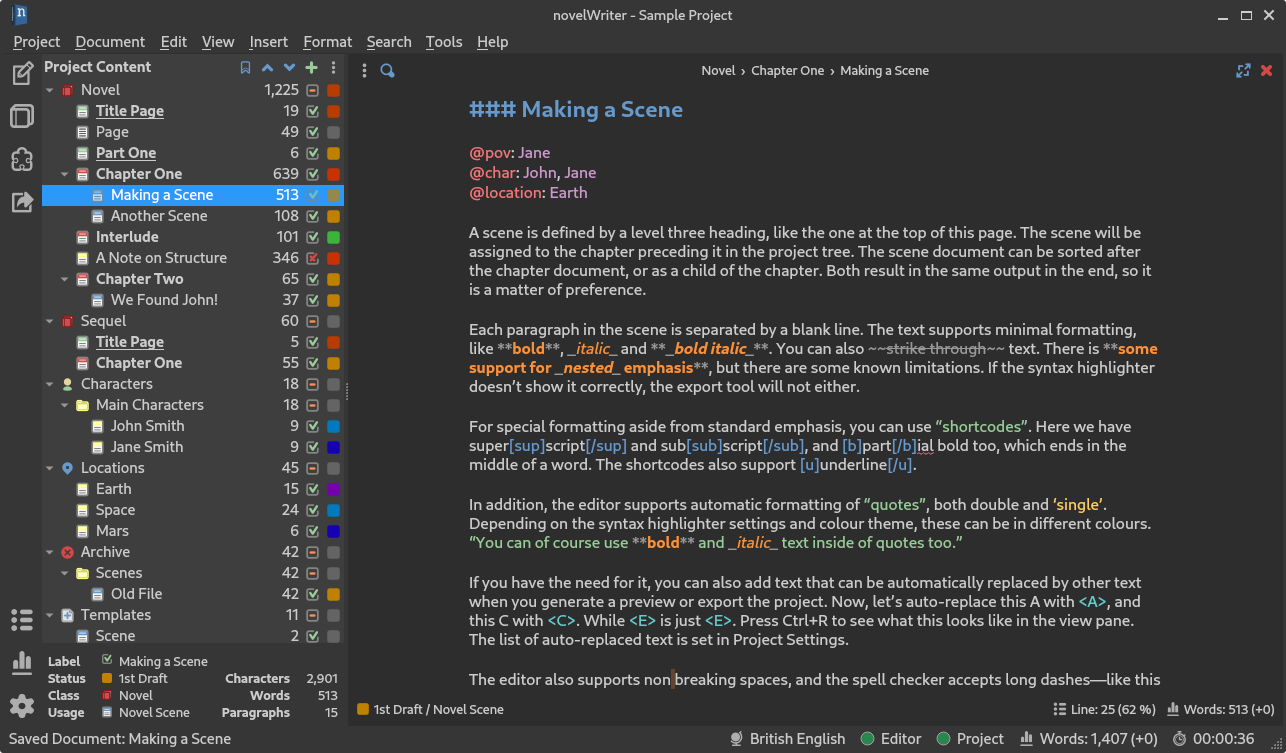 novelWriter - Sample Project
Project Document Edit View Insert Format Search Tools Help
Project Content
Novel 1,225
Title Page 19
Page 49
Part One 6
Chapter One 639
Making a Scene 513
Another Scene 108
Interlude 101
A Note on Structure 346
Chapter Two 65
We Found John! 37
Sequel 60
Title Page 5
Chapter One 55
Characters 18
Main Characters 18
John Smith 9
Jane Smith 9
Locations 45
Earth 15
Space 24
Mars 6
Archive 42
Scenes 42
Old File 42
Templates 11
Scene 2
Label Making a Scene
Status 1st Draft Characters 2,901
Class Novel Words 513
Usage Novel Scene Paragraphs 15
Novel › Chapter One › Making a Scene
### Making a Scene
@pov: Jane
@char: John, Jane
@location: Earth
A scene is defined by a level three heading, like the one at the top of this page. The scene will be
assigned to the chapter preceding it in the project tree. The scene document can be sorted after
the chapter document, or as a child of the chapter. Both result in the same output in the end, so it
is a matter of preference.
Each paragraph in the scene is separated by a blank line. The text supports minimal formatting,
like **bold**, _italic_ and **_bold italic_**. You can also ~~strike through~~ text. There is **some
support for _nested_ emphasis**, but there are some known limitations. If the syntax highlighter
doesn’t show it correctly, the export tool will not either.
For special formatting aside from standard emphasis, you can use “shortcodes”. Here we have
super[sup]script[/sup] and sub[sub]script[/sub], and [b]part[/b]ial bold too, which ends in the
middle of a word. The shortcodes also support [u]underline[/u].
In addition, the editor supports automatic formatting of “quotes”, both double and ‘single’.
Depending on the syntax highlighter settings and colour theme, these can be in different colours.
“You can of course use **bold** and _italic_ text inside of quotes too.”
If you have the need for it, you can also add text that can be automatically replaced by other text
when you generate a preview or export the project. Now, let’s auto-replace this A with <A>, and
this C with <C>. While <E> is just <E>. Press Ctrl+R to see what this looks like in the view pane.
The list of auto-replaced text is set in Project Settings.
The editor also supports non breaking spaces, and the spell checker accepts long dashes—like this
1st Draft / Novel Scene Line: 25 (62 %) Words: 513 (+0)
Saved Document: Making a Scene British English Editor Project Words: 1,407 (+0) 00:00:36